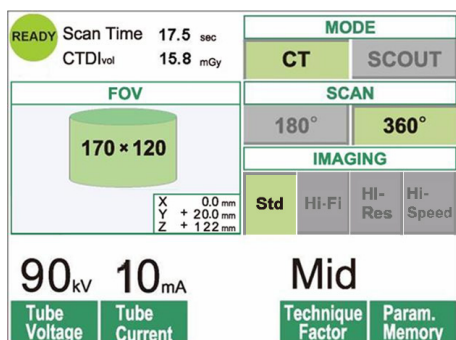 READY
Scan Time 17.5 sec
CTDIvol 15.8 mGy
MODE
CT SCOUT
FOV
170 × 120
X 0.0 mm
Y + 20.0 mm
Z + 122 mm
SCAN
180° 360°
IMAGING
Std Hi-Fi HI-Res Hi-Speed
90kV 10mA Mid
Tube Voltage
Tube Current
Technique Factor
Param. Memory